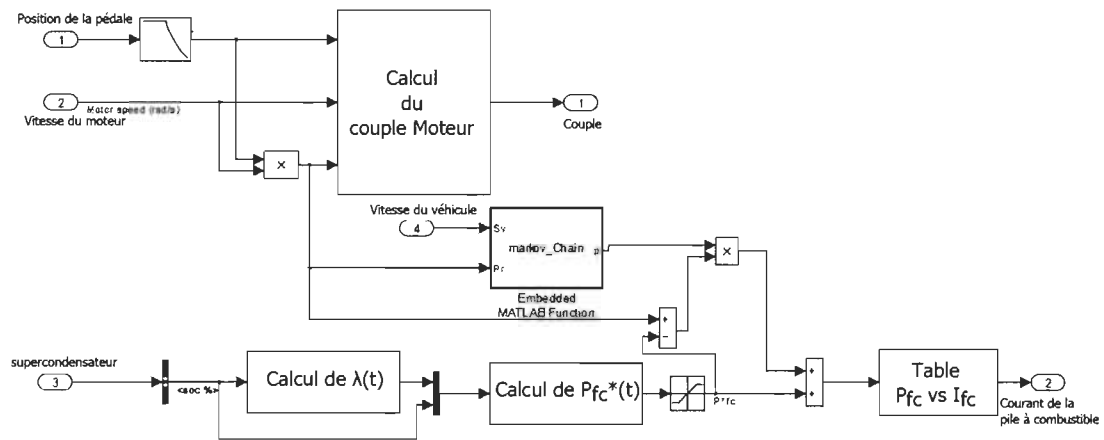 Position de la pédale
1
2
Motor speed (rad/s)
Vitesse du moteur
×
Calcul
du
couple Moteur
1
Couple
Vitesse du véhicule
4
Sv
Pr
markov_Chain
p
Embedded
MATLAB Function
×
+
−
supercondensateur
3
<soc %>
Calcul de λ(t)
Calcul de Pfc*(t)
P*fc
+
+
Table
Pfc vs Ifc
2
Courant de la
pile à combustible